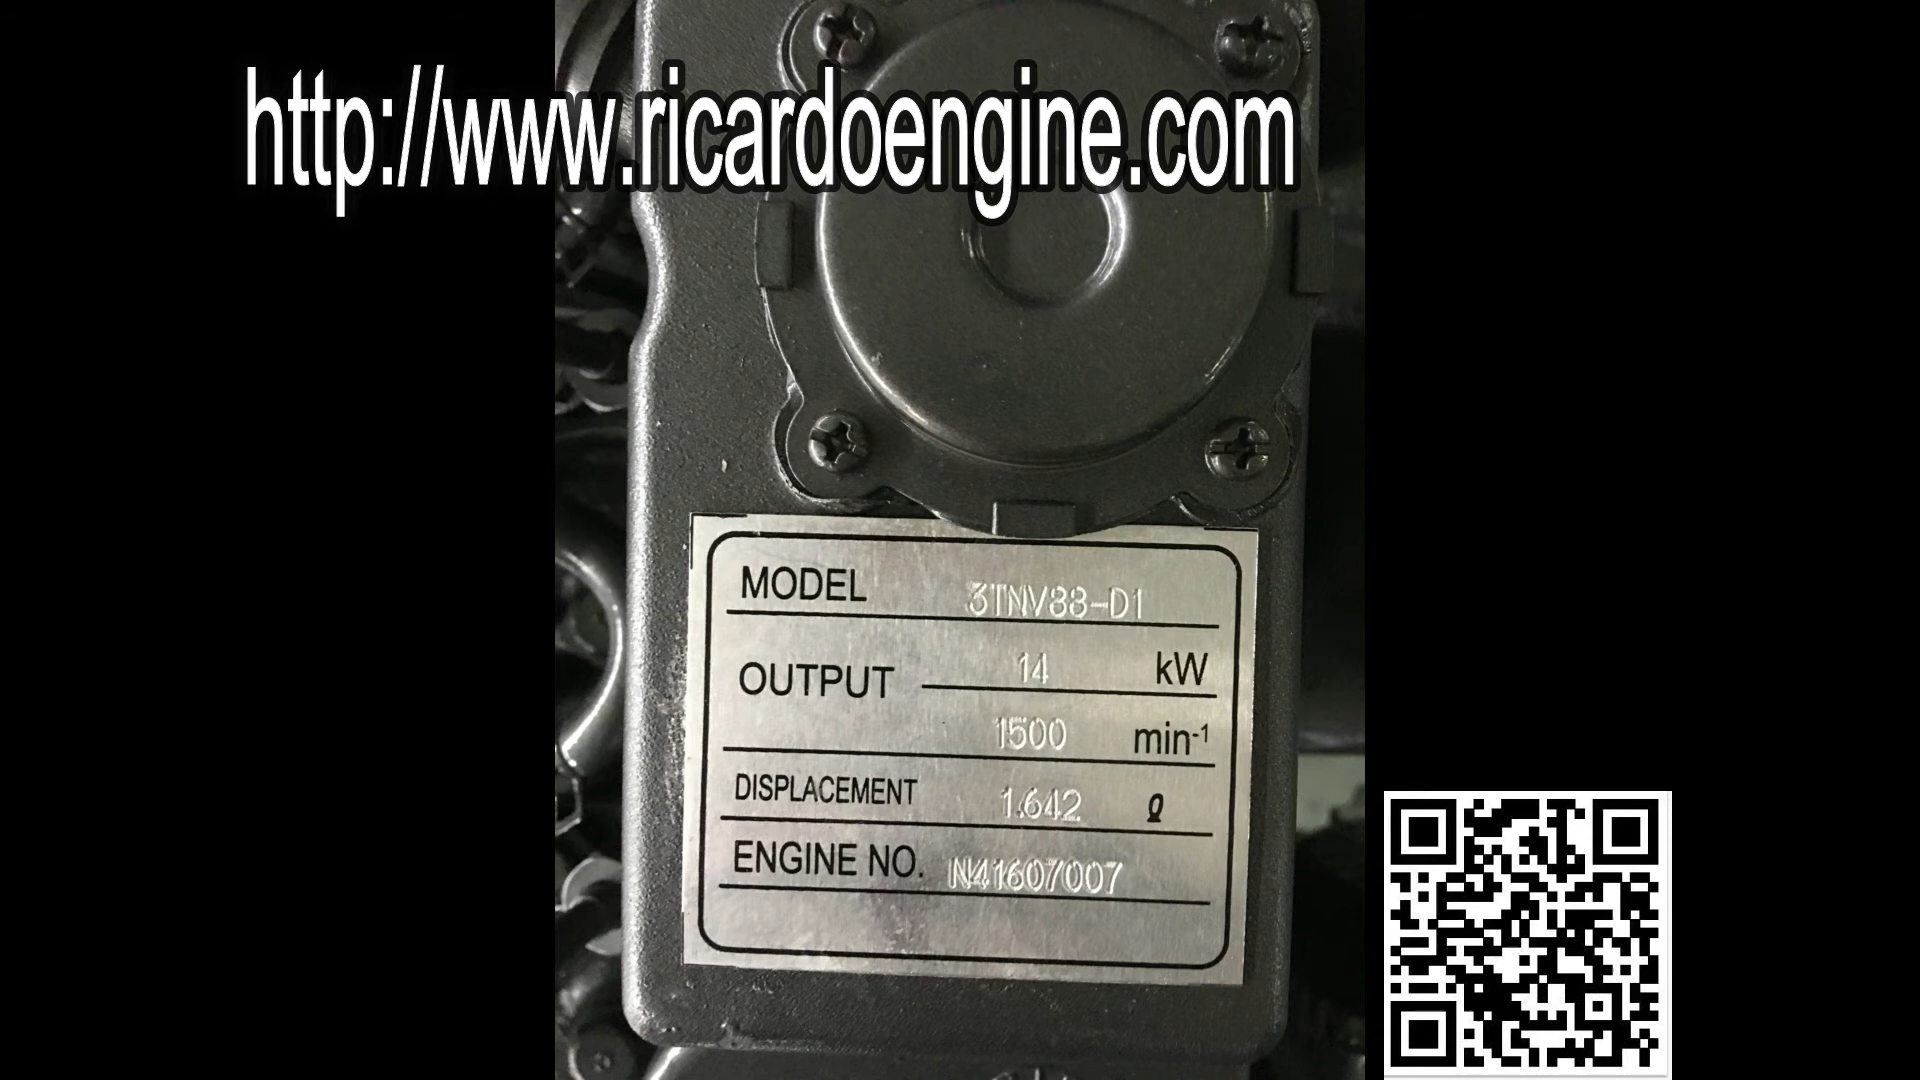 http://www.ricardoengine.com
MODEL 3TNV88-D1
OUTPUT 14 kW
1500 min-1
DISPLACEMENT 1.642 ℓ
ENGINE NO. N41607007